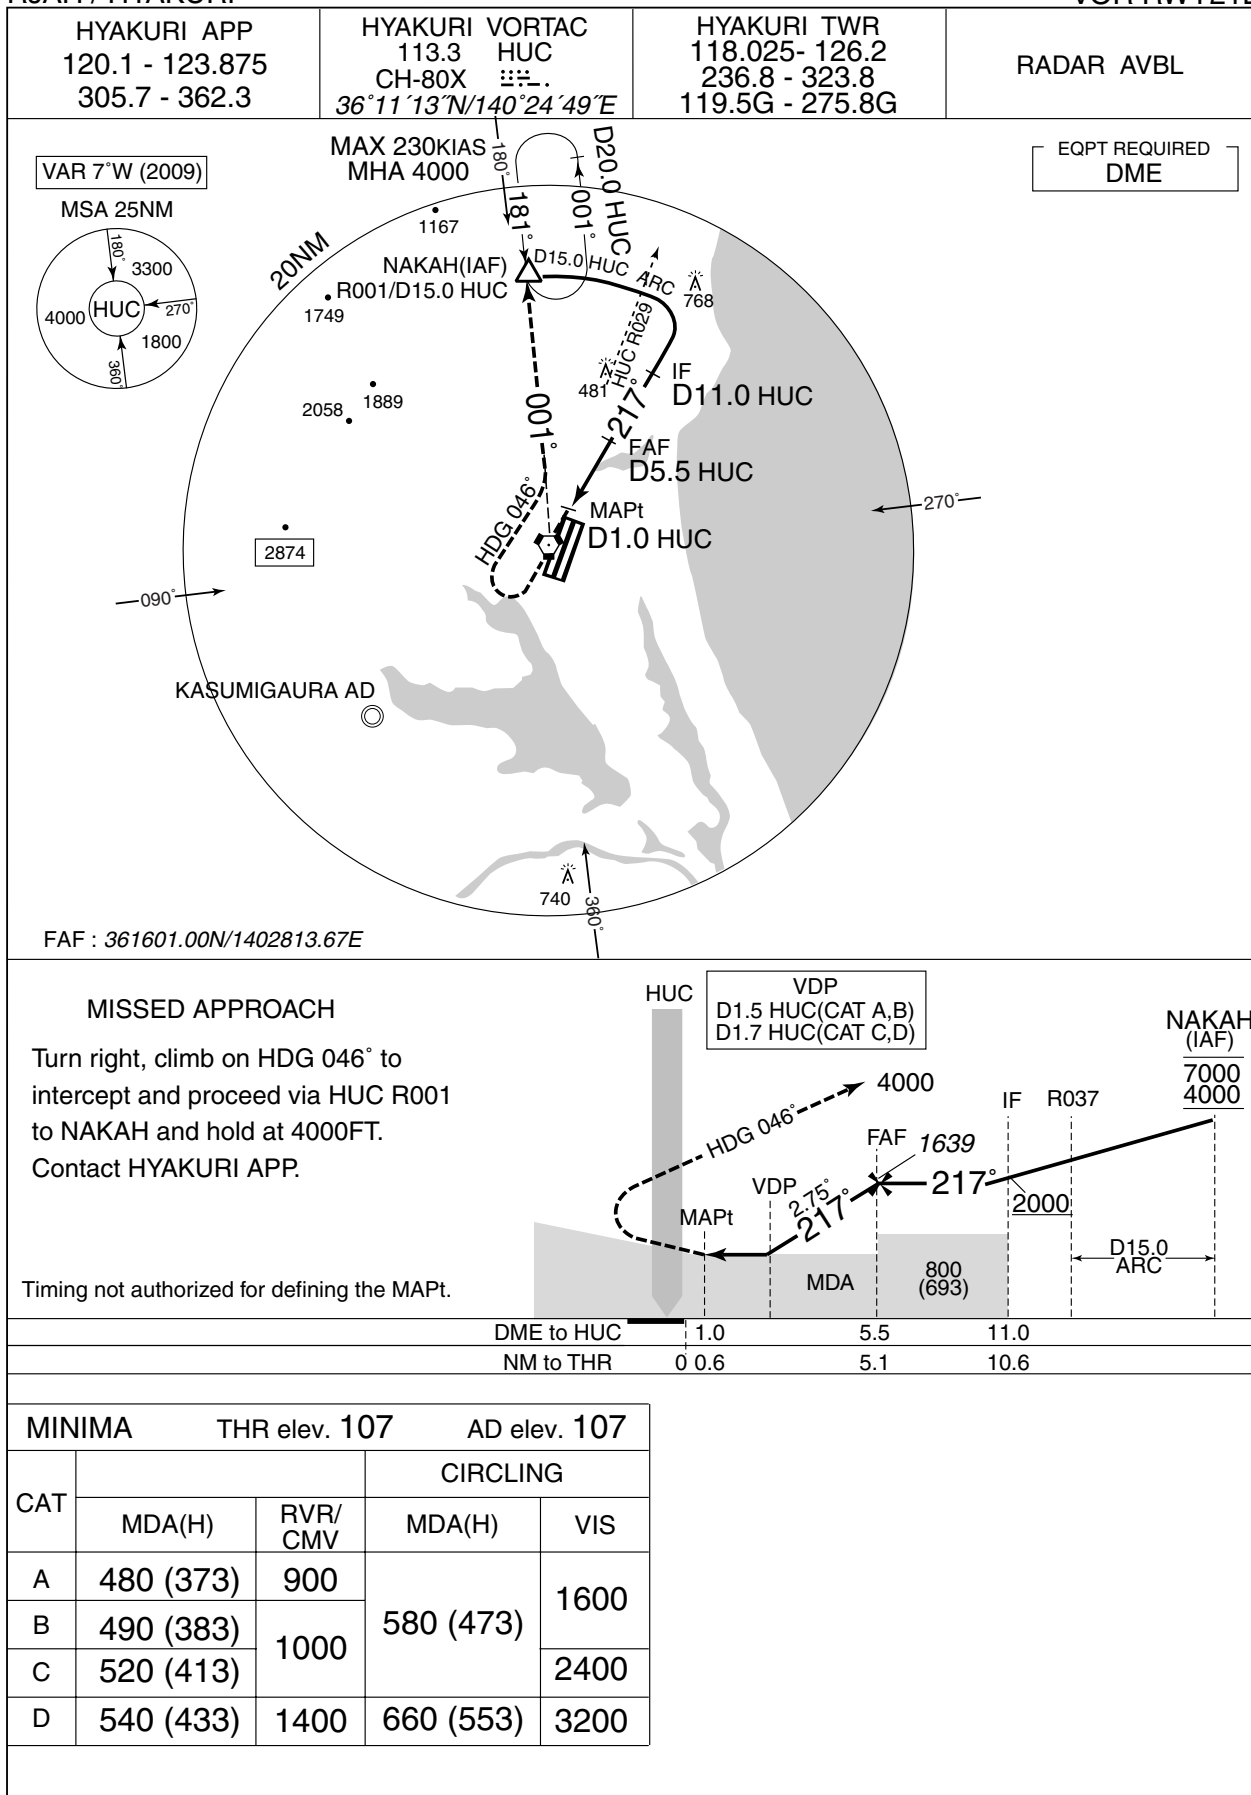 HYAKURI APP
120.1 - 123.875
305.7 - 362.3
HYAKURI VORTAC
113.3 HUC
CH-80X
36°11′13″N/140°24′49″E
HYAKURI TWR
118.025- 126.2
236.8 - 323.8
119.5G - 275.8G
RADAR AVBL
EQPT REQUIRED
DME
VAR 7°W (2009)
MSA 25NM
180°
3300
4000
HUC
270°
1800
360°
MAX 230KIAS
MHA 4000
180°
181°
001°
D20.0 HUC
20NM
1167
NAKAH(IAF)
R001/D15.0 HUC
D15.0 HUC ARC
768
1749
HUC R029
481
IF
D11.0 HUC
1889
2058
001°
217°
FAF
D5.5 HUC
HDG 046°
MAPt
D1.0 HUC
270°
2874
090°
KASUMIGAURA AD
740
360°
FAF : 361601.00N/1402813.67E
MISSED APPROACH
Turn right, climb on HDG 046° to
intercept and proceed via HUC R001
to NAKAH and hold at 4000FT.
Contact HYAKURI APP.
Timing not authorized for defining the MAPt.
HUC
VDP
D1.5 HUC(CAT A,B)
D1.7 HUC(CAT C,D)
NAKAH
(IAF)
7000
4000
4000
HDG 046°
IF
R037
FAF
1639
VDP
2.75°
217°
217°
2000
MAPt
MDA
800
(693)
D15.0
ARC
DME to HUC 1.0 5.5 11.0
NM to THR 0 0.6 5.1 10.6
MINIMA THR elev. 107 AD elev. 107
CAT
CIRCLING
MDA(H) RVR/CMV MDA(H) VIS
A 480 (373) 900 580 (473) 1600
B 490 (383) 1000
C 520 (413) 2400
D 540 (433) 1400 660 (553) 3200